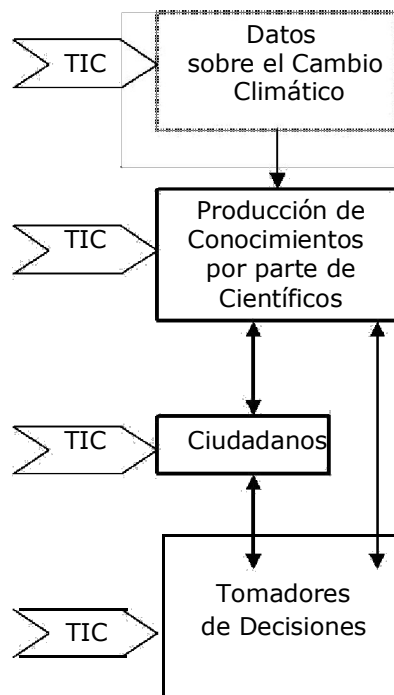 TIC
Datos
sobre el Cambio
Climático
TIC
Producción de
Conocimientos
por parte de
Científicos
TIC
Ciudadanos
TIC
Tomadores
de Decisiones